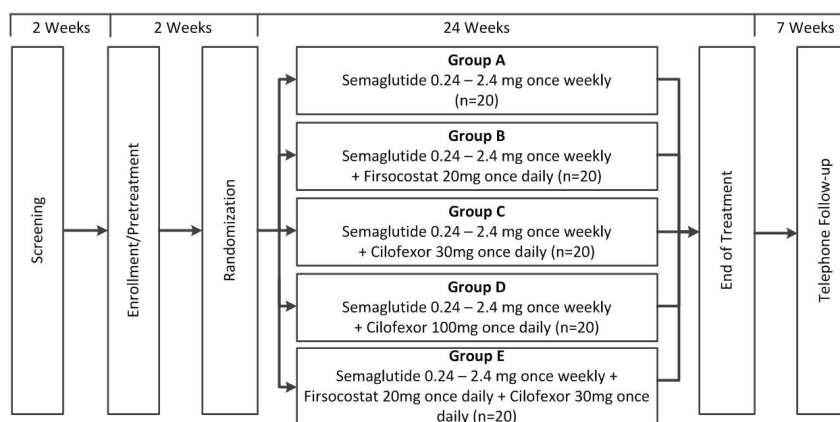 2 Weeks
2 Weeks
24 Weeks
7 Weeks
Screening
Enrollment/Pretreatment
Randomization
Group A
Semaglutide 0.24 – 2.4 mg once weekly
(n=20)
Group B
Semaglutide 0.24 – 2.4 mg once weekly
+ Firsocostat 20mg once daily (n=20)
Group C
Semaglutide 0.24 – 2.4 mg once weekly
+ Cilofexor 30mg once daily (n=20)
Group D
Semaglutide 0.24 – 2.4 mg once weekly
+ Cilofexor 100mg once daily (n=20)
Group E
Semaglutide 0.24 – 2.4 mg once weekly +
Firsocostat 20mg once daily + Cilofexor 30mg once
daily (n=20)
End of Treatment
Telephone Follow-up